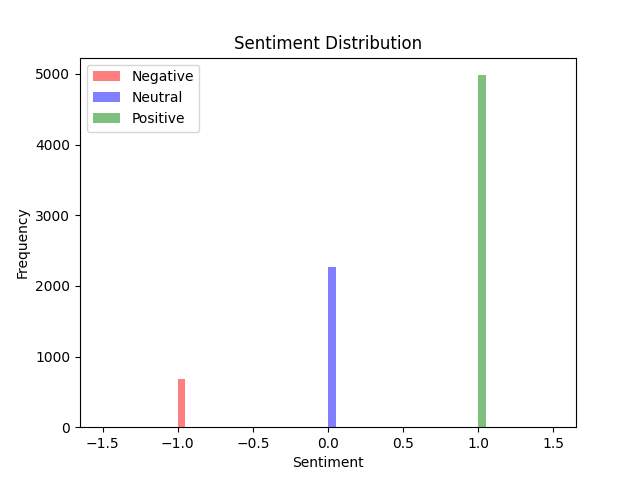 Sentiment Distribution
Negative
Neutral
Positive
5000
4000
3000
2000
1000
0
Frequency
−1.5 −1.0 −0.5 0.0 0.5 1.0 1.5
Sentiment